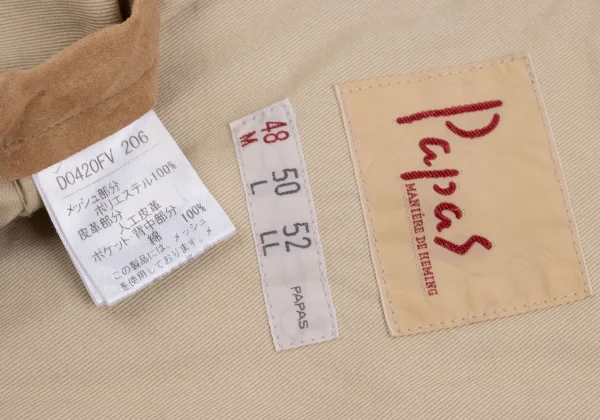 D0420FV 206
メッシュ部分
ポリエステル100%
皮革部分
人工皮革
ポケット・背中部分
綿 100%
この製品には、メッシュ
を使用しております。メ
48 50 52
M L LL
PAPAS
Papas
MANIÈRE DE HEMING